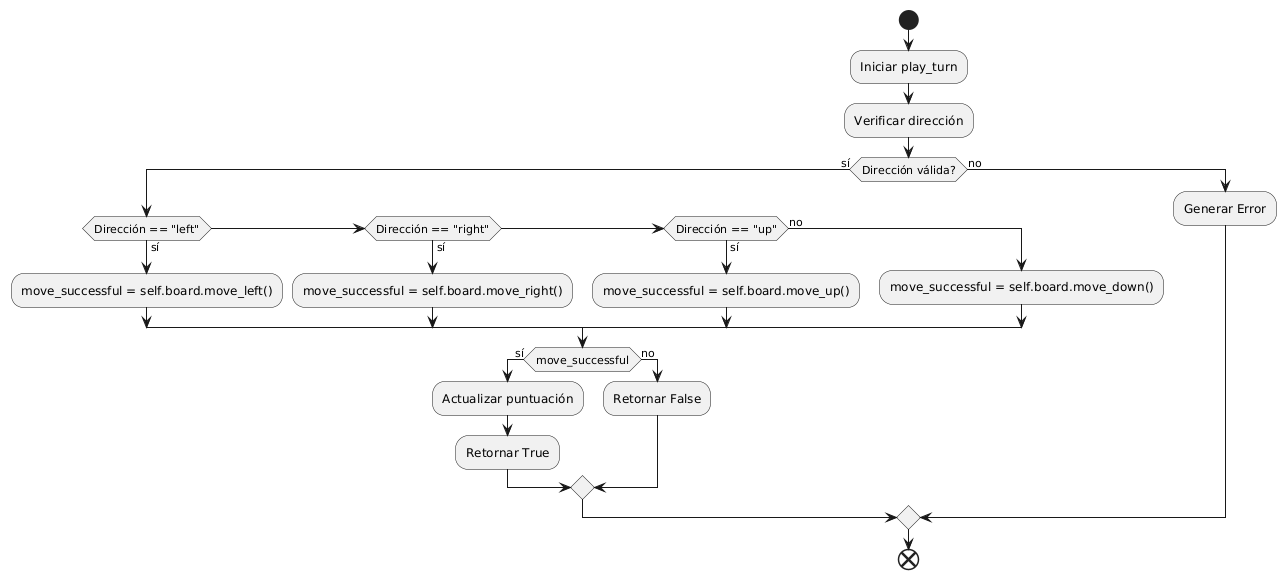 Iniciar play_turn
Verificar dirección
sí
Dirección válida?
no
Generar Error
Dirección == "left"
sí
Dirección == "right"
sí
Dirección == "up"
sí
no
move_successful = self.board.move_left()
move_successful = self.board.move_right()
move_successful = self.board.move_up()
move_successful = self.board.move_down()
sí
move_successful
no
Actualizar puntuación
Retornar False
Retornar True